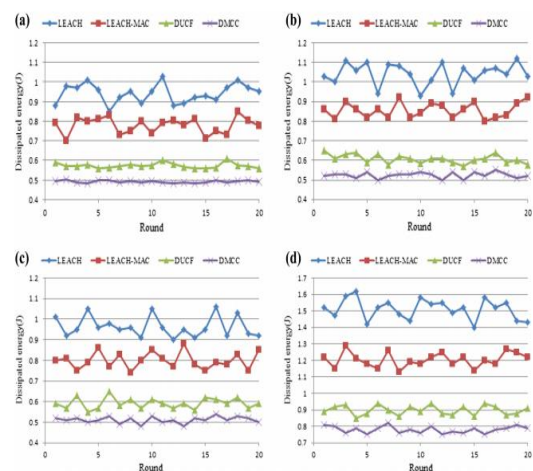 (a)
LEACH LEACH-MAC DUCF DMCC
Dissipated energy(J)
1.2
1.1
1
0.9
0.8
0.7
0.6
0.5
0.4
0 5 10 15 20
Round
(b)
LEACH LEACH-MAC DUCF DMCC
Dissipated energy(J)
1.2
1.1
1
0.9
0.8
0.7
0.6
0.5
0.4
0 5 10 15 20
Round
(c)
LEACH LEACH-MAC DUCF DMCC
Dissipated energy(J)
1.2
1.1
1
0.9
0.8
0.7
0.6
0.5
0.4
0 5 10 15 20
(d)
LEACH LEACH-MAC DUCF DMCC
Dissipated energy(J)
1.7
1.6
1.5
1.4
1.3
1.2
1.1
1
0.9
0.8
0.7
0 5 10 15 20